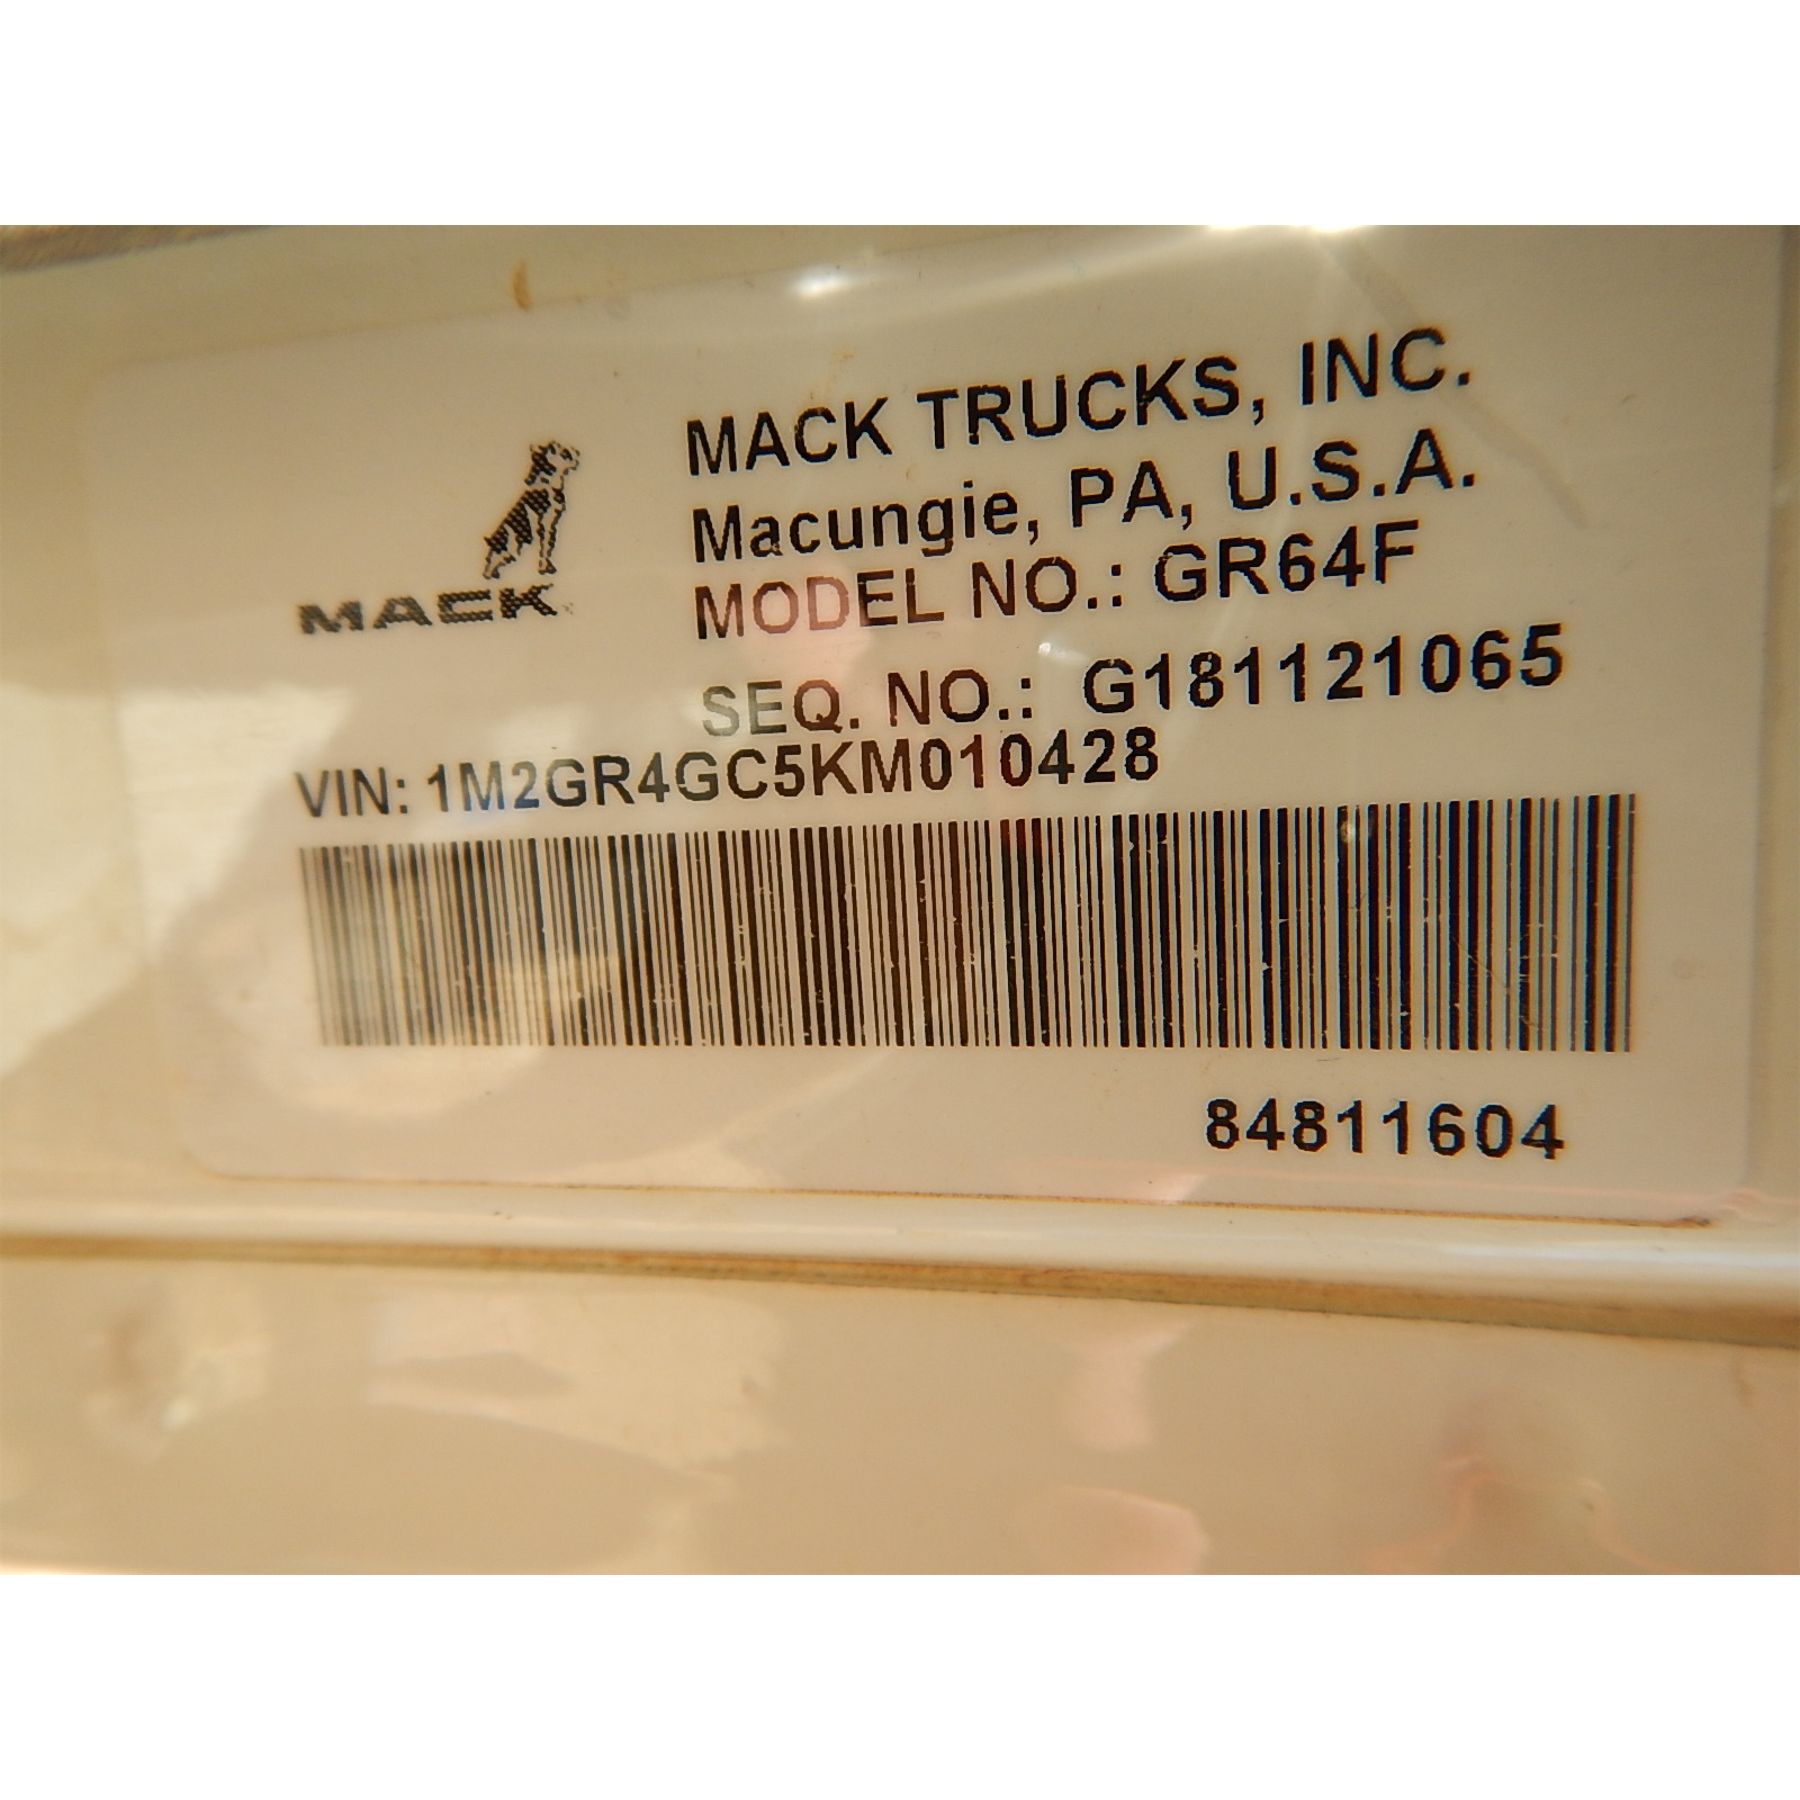 MACK TRUCKS, INC.
Macungie, PA, U.S.A.
MACK
MODEL NO.: GR64F
SEQ. NO.: G181121065
VIN: 1M2GR4GC5KM010428
84811604